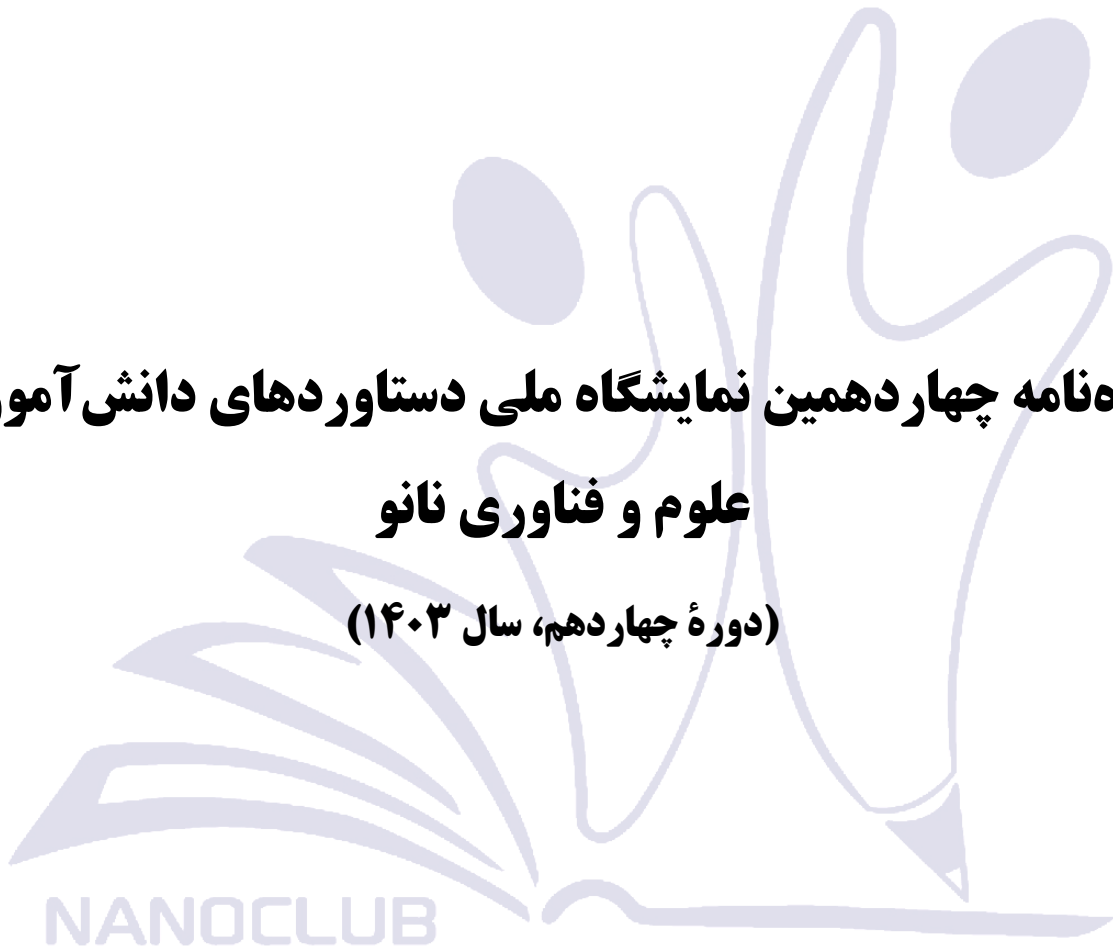 چهاردهمین نمایشگاه ملی دستاوردهای
علوم و فناوری نانو
(دورهٔ چهاردهم، سال ۱۴۰۳)
NANOCLUB